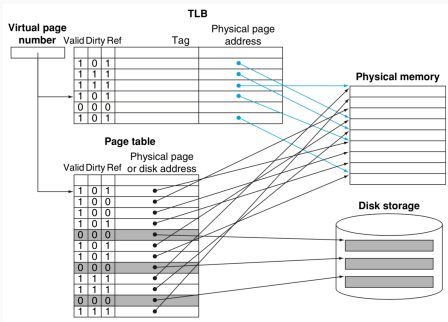 TLB
Virtual page
number
Physical page
Valid Dirty Ref Tag address
1 0 1
1 1 1
1 1 1
1 0 1
0 0 0
1 0 1
Physical memory
Page table
Physical page
Valid Dirty Ref or disk address
1 0 1
1 0 0
1 0 0
1 0 1
0 0 0
1 0 1
1 0 1
0 0 0
1 1 1
1 1 1
0 0 0
1 1 1
Disk storage